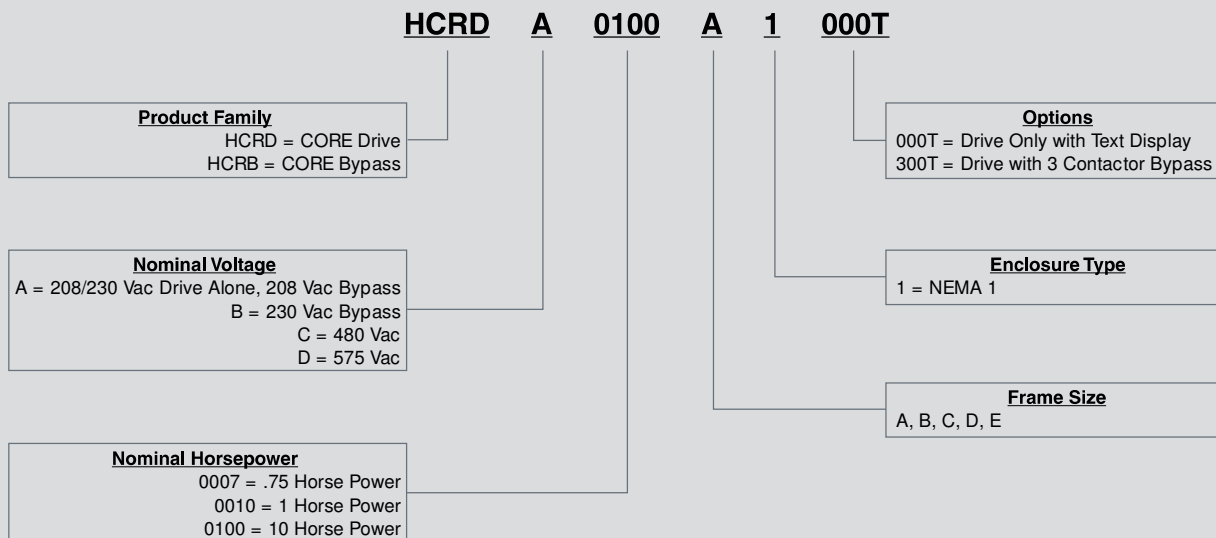 HCRD A 0100 A 1 000T
Product Family
HCRD = CORE Drive
HCRB = CORE Bypass
Nominal Voltage
A = 208/230 Vac Drive Alone, 208 Vac Bypass
B = 230 Vac Bypass
C = 480 Vac
D = 575 Vac
Nominal Horsepower
0007 = .75 Horse Power
0010 = 1 Horse Power
0100 = 10 Horse Power
Options
000T = Drive Only with Text Display
300T = Drive with 3 Contactor Bypass
Enclosure Type
1 = NEMA 1
Frame Size
A, B, C, D, E